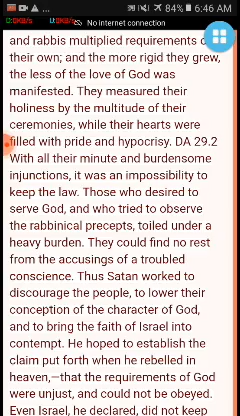 0:0KB/s U:0KB/s 84% 6:46 AM
No internet connection
and rabbis multiplied requirements
their own; and the more rigid they grew,
the less of the love of God was
manifested. They measured their
holiness by the multitude of their
ceremonies, while their hearts were
filled with pride and hypocrisy. DA 29.2
With all their minute and burdensome
injunctions, it was an impossibility to
keep the law. Those who desired to
serve God, and who tried to observe
the rabbinical precepts, toiled under a
heavy burden. They could find no rest
from the accusings of a troubled
conscience. Thus Satan worked to
discourage the people, to lower their
conception of the character of God,
and to bring the faith of Israel into
contempt. He hoped to establish the
claim put forth when he rebelled in
heaven,—that the requirements of God
were unjust, and could not be obeyed.
Even Israel, he declared, did not keep